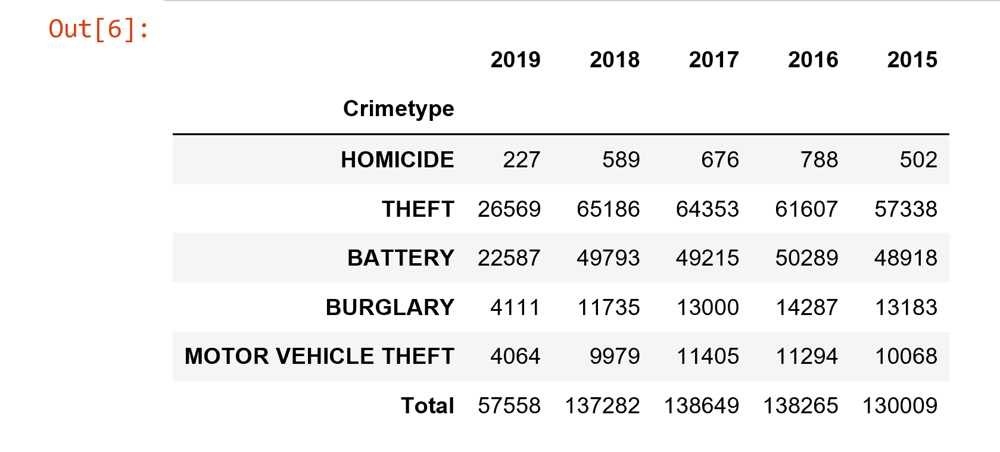 Out[6]:
2019 2018 2017 2016 2015
Crimetype
HOMICIDE 227 589 676 788 502
THEFT 26569 65186 64353 61607 57338
BATTERY 22587 49793 49215 50289 48918
BURGLARY 4111 11735 13000 14287 13183
MOTOR VEHICLE THEFT 4064 9979 11405 11294 10068
Total 57558 137282 138649 138265 130009